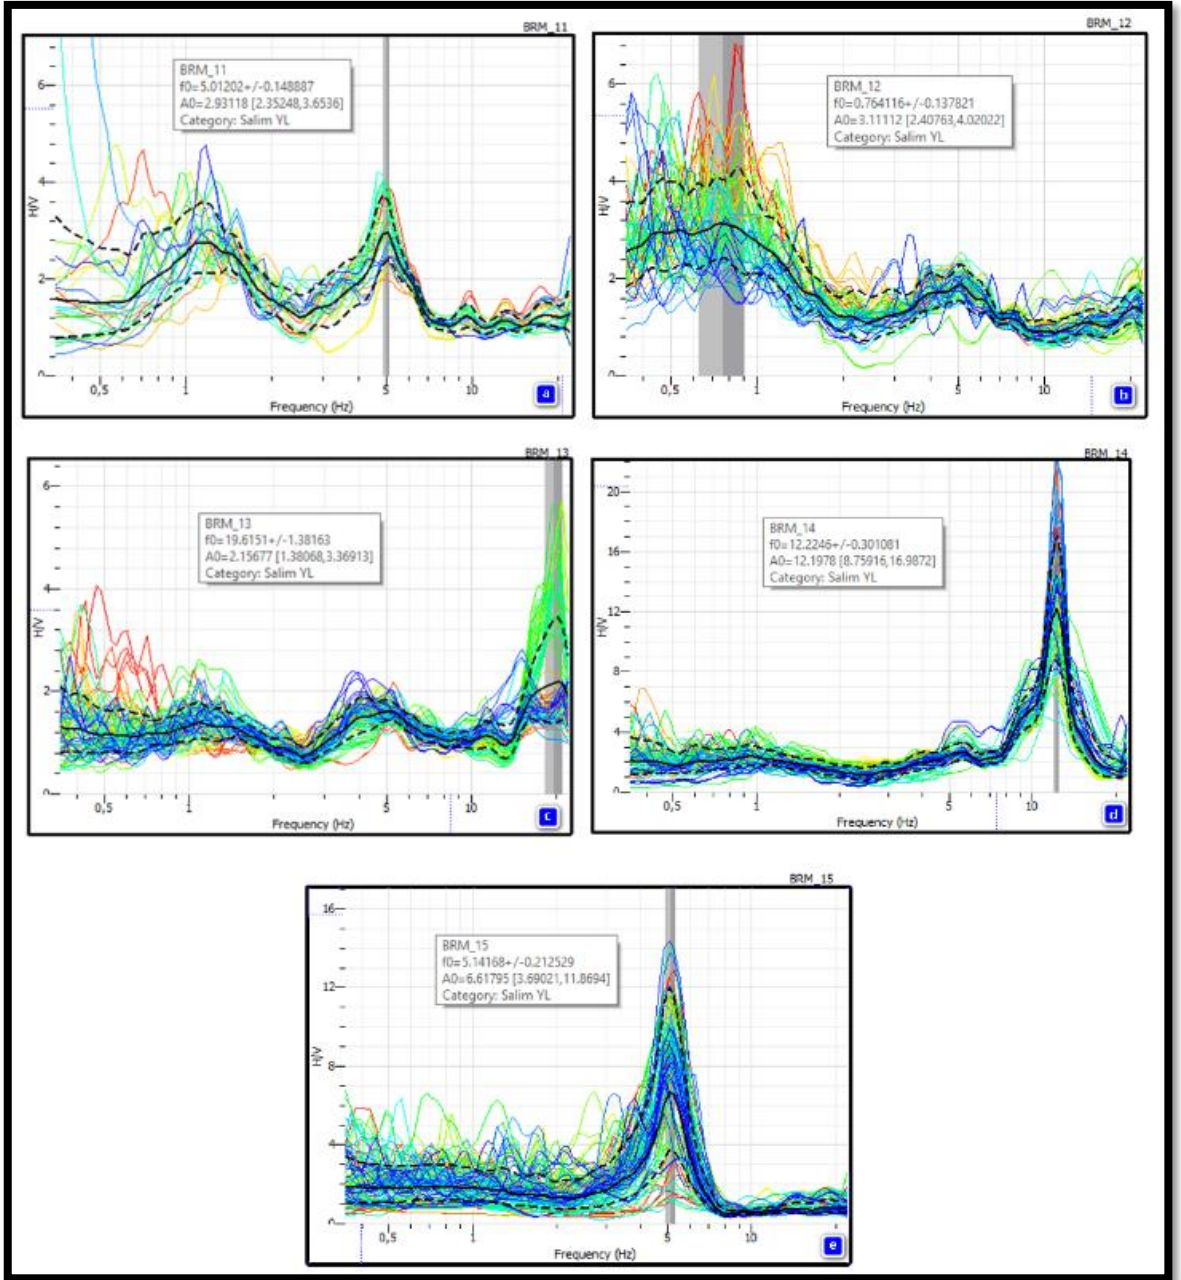 BRM_11
BRM_11
f0=5.01202+/-0.148887
A0=2.93118 [2.35248,3.6536]
Category: Salim YL
6
4
2
0
H/V
0,5 1 5 10
Frequency (Hz)
a
BRM_12
BRM_12
f0=0.764116+/-0.137821
A0=3.11112 [2.40763,4.02022]
Category: Salim YL
6
4
2
0
H/V
0,5 1 5 10
Frequency (Hz)
b
BRM_13
BRM_13
f0=19.6151+/-1.38163
A0=2.15677 [1.38068,3.36913]
Category: Salim YL
6
4
2
0
H/V
0,5 1 5 10
Frequency (Hz)
c
BRM_14
BRM_14
f0=12.2246+/-0.301081
A0=12.1978 [8.75916,16.9872]
Category: Salim YL
20
16
12
8
4
0
H/V
0,5 1 5 10
Frequency (Hz)
d
BRM_15
BRM_15
f0=5.14168+/-0.212529
A0=6.61795 [3.69021,11.8694]
Category: Salim YL
16
12
8
4
0
H/V
0,5 1 5 10
Frequency (Hz)
e